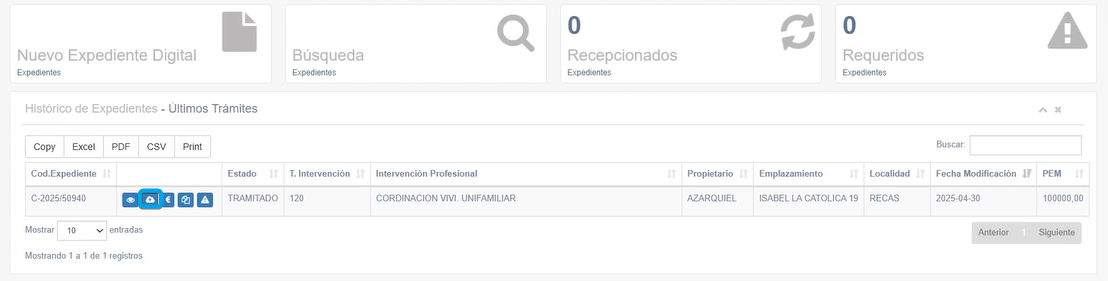 Nuevo Expediente Digital
Expedientes
Búsqueda
Expedientes
0
Recepcionados
Expedientes
0
Requeridos
Expedientes
Histórico de Expedientes - Últimos Trámites
Copy Excel PDF CSV Print
Buscar:
Cod.Expediente Estado T. Intervención Intervención Profesional Propietario Emplazamiento Localidad Fecha Modificación PEM
C-2025/50940 € TRAMITADO 120 CORDINACION VIVI. UNIFAMILIAR AZARQUIEL ISABEL LA CATOLICA 19 RECAS 2025-04-30 100000,00
Mostrar 10 entradas
Anterior 1 Siguiente
Mostrando 1 a 1 de 1 registros